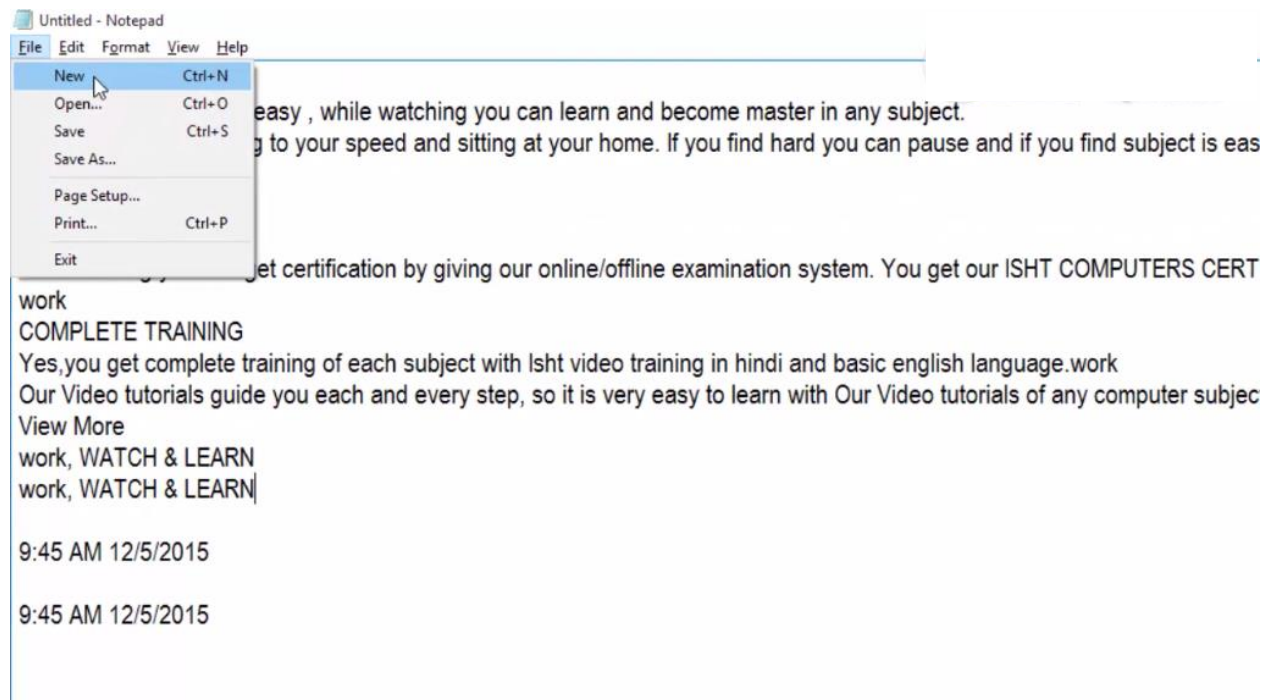 Untitled - Notepad
File Edit Format View Help
New Ctrl+N
Open... Ctrl+O
Save Ctrl+S
Save As...
Page Setup...
Print... Ctrl+P
Exit
easy , while watching you can learn and become master in any subject.
to your speed and sitting at your home. If you find hard you can pause and if you find subject is eas
get certification by giving our online/offline examination system. You get our ISHT COMPUTERS CERT
work
COMPLETE TRAINING
Yes,you get complete training of each subject with Isht video training in hindi and basic english language.work
Our Video tutorials guide you each and every step, so it is very easy to learn with Our Video tutorials of any computer subjec
View More
work, WATCH & LEARN
work, WATCH & LEARN
9:45 AM 12/5/2015
9:45 AM 12/5/2015